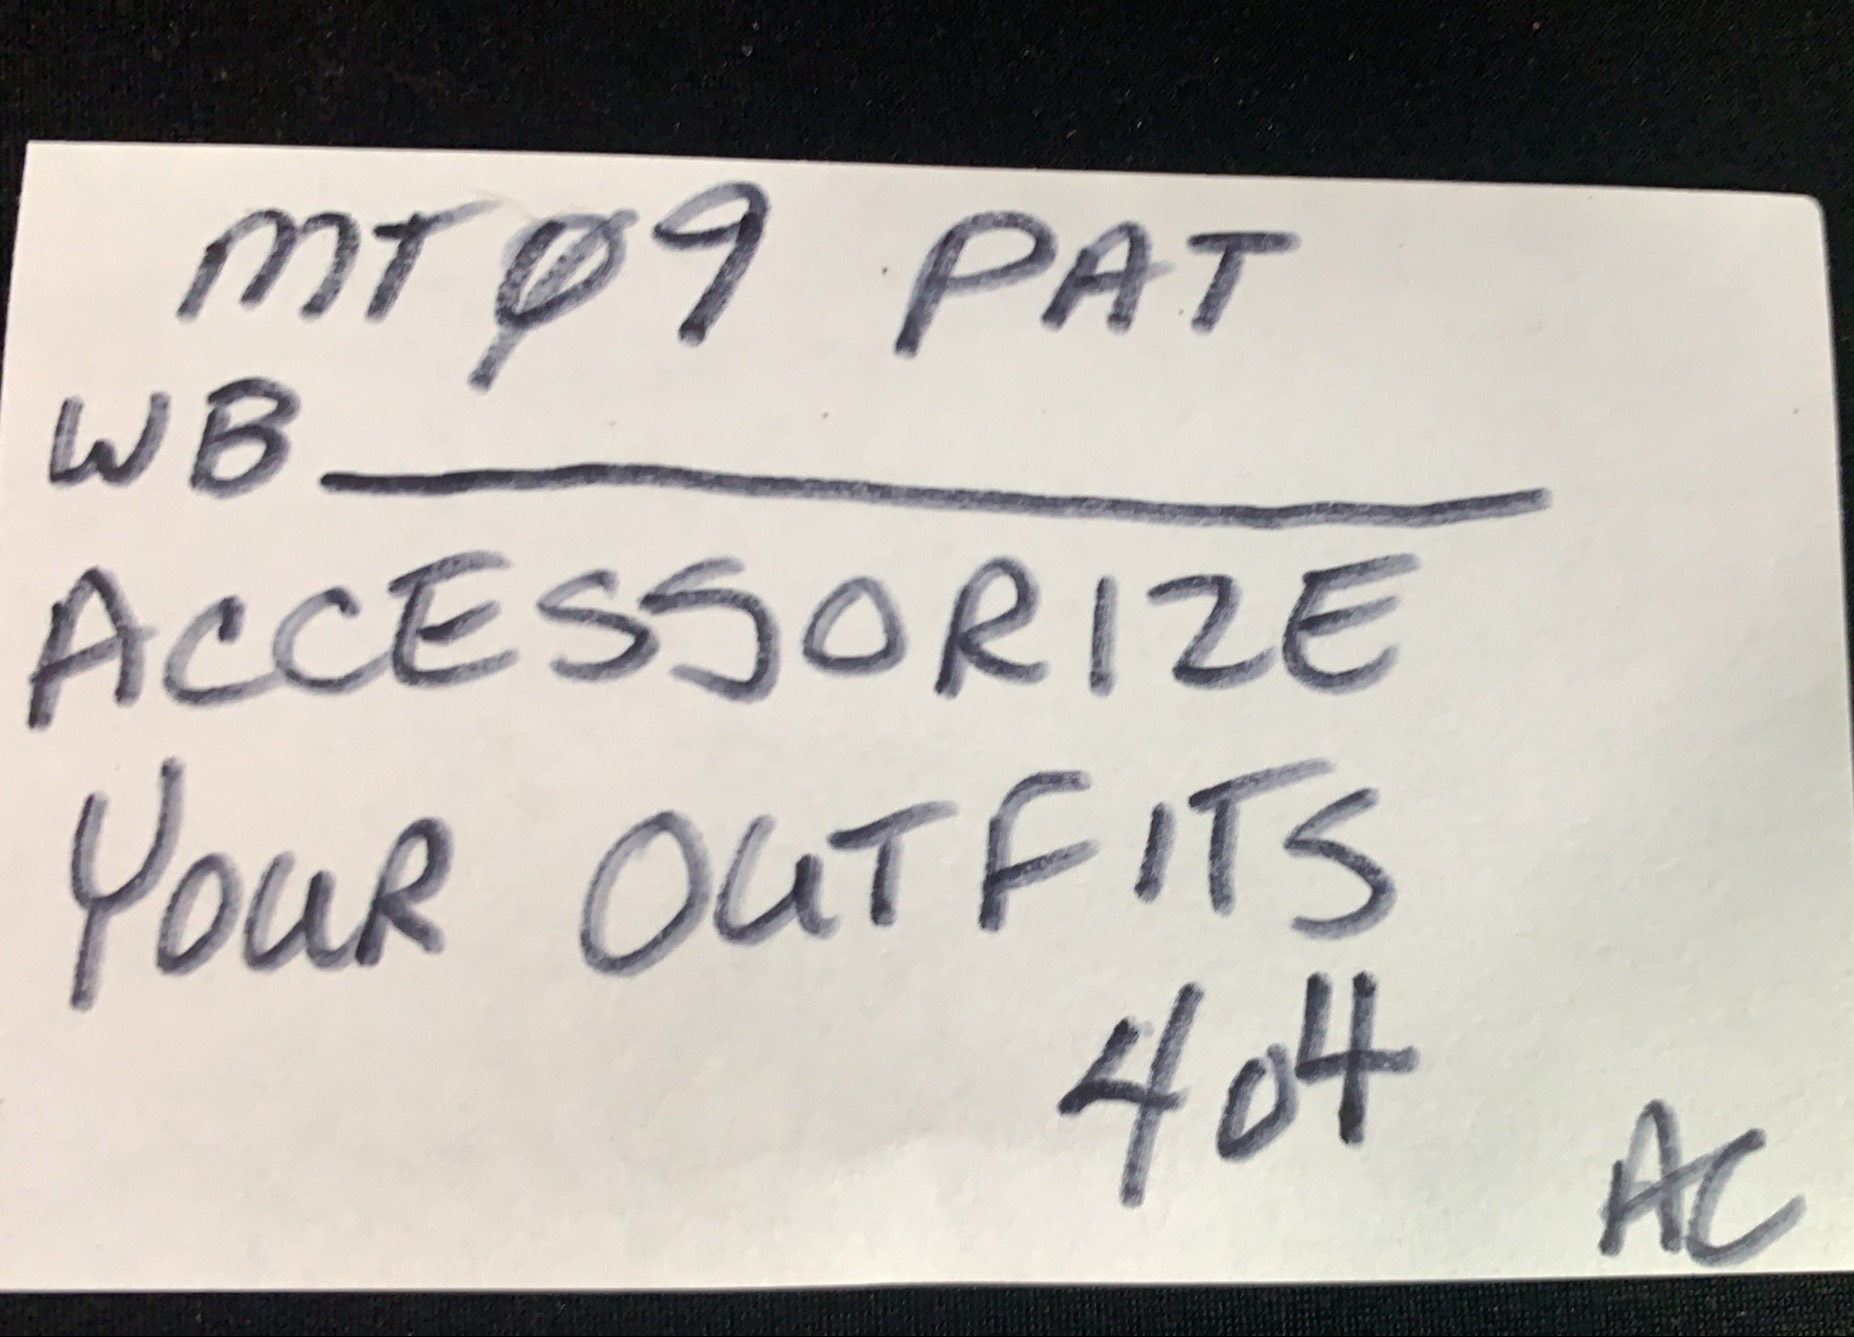 MTØ9 PAT
WB
ACCESSORIZE
YOUR OUTFITS
404
AC